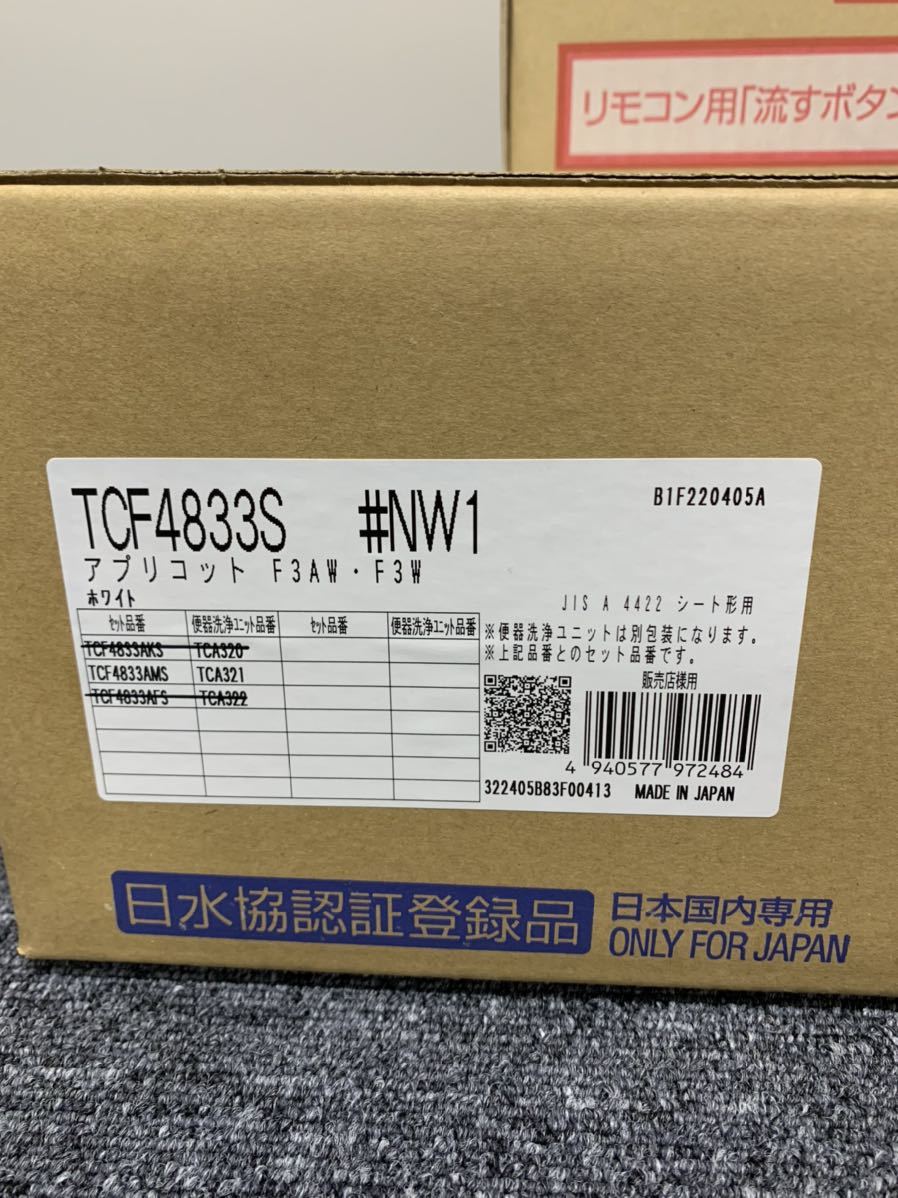 リモコン用「流すボタン
TCF4833S #NW1
B1F220405A
アプリコット F3AW・F3W
ホワイト
JIS A 4422 シート形用
セット品番 便器洗浄ユニット品番 セット品番 便器洗浄ユニット品番
TCF4833AKS TCA320
TCF4833AMS TCA321
TCF4833AFS TCA322
※便器洗浄ユニットは別包装になります。
※上記品番とのセット品番です。
販売店様用
4 940577 972484
322405B83F00413 MADE IN JAPAN
日水協認証登録品
日本国内専用
ONLY FOR JAPAN